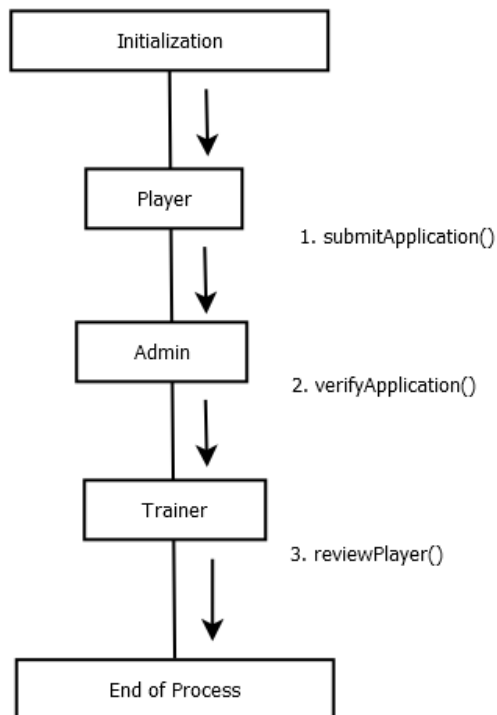 Initialization
Player
1. submitApplication()
Admin
2. verifyApplication()
Trainer
3. reviewPlayer()
End of Process